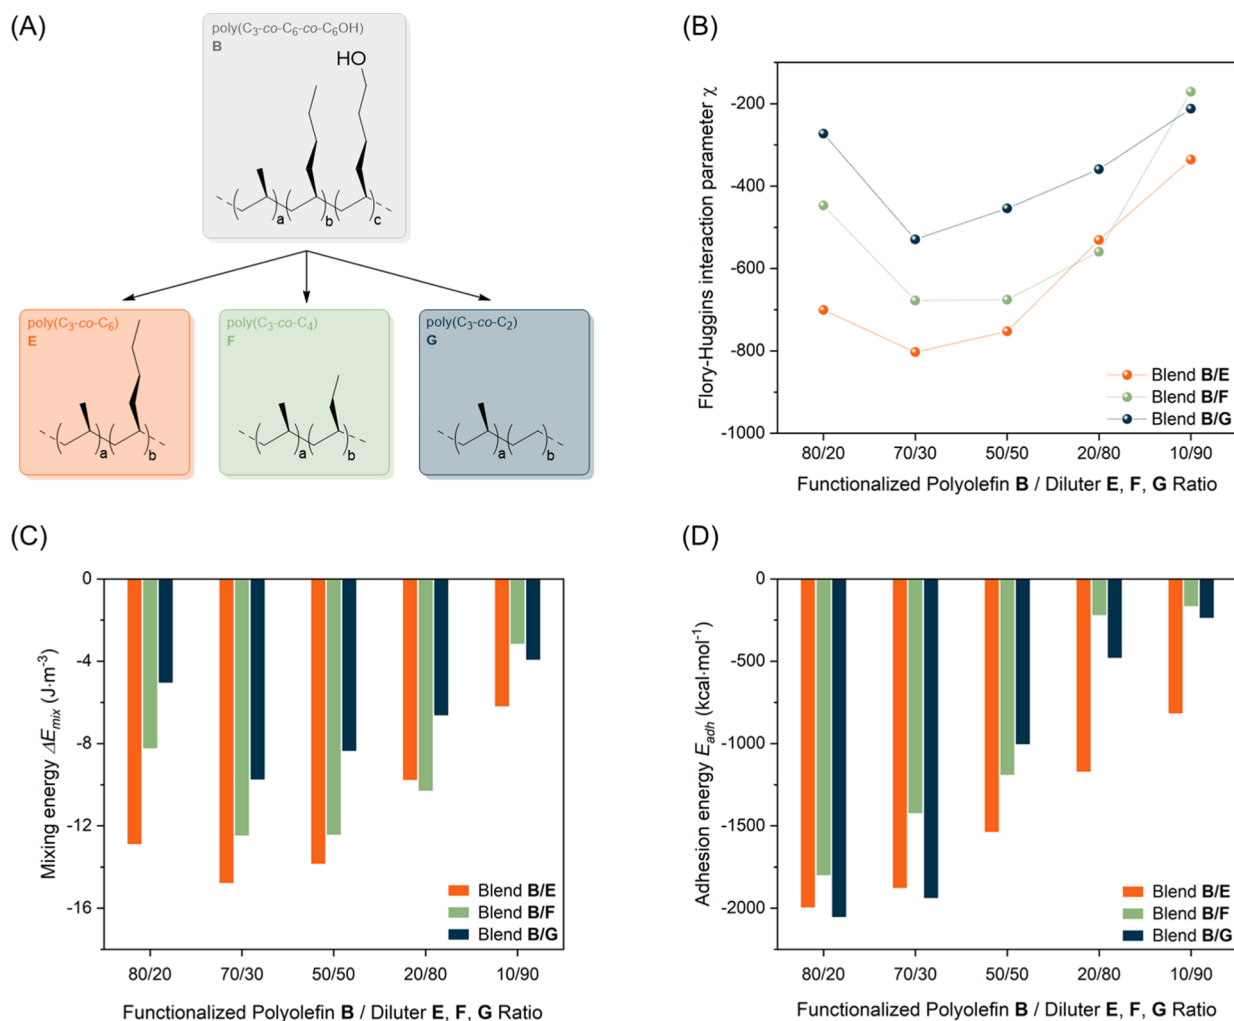 (A)
poly(C3-co-C6-co-C6OH)
B
HO
a
b
c
poly(C3-co-C6)
E
a
b
poly(C3-co-C4)
F
a
b
poly(C3-co-C2)
G
a
b
(B)
Flory-Huggins interaction parameter χ
-200
-400
-600
-800
-1000
Blend B/E
Blend B/F
Blend B/G
80/20 70/30 50/50 20/80 10/90
Functionalized Polyolefin B / Diluter E, F, G Ratio
(C)
Mixing energy ΔEmix (J·m-3)
0
-4
-8
-12
-16
Blend B/E
Blend B/F
Blend B/G
80/20 70/30 50/50 20/80 10/90
Functionalized Polyolefin B / Diluter E, F, G Ratio
(D)
Adhesion energy Eadh (kcal·mol-1)
0
-500
-1000
-1500
-2000
Blend B/E
Blend B/F
Blend B/G
80/20 70/30 50/50 20/80 10/90
Functionalized Polyolefin B / Diluter E, F, G Ratio